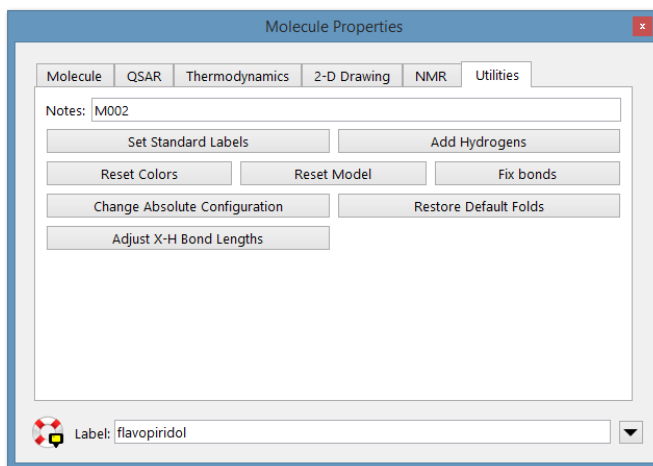 Molecule Properties
x
Molecule QSAR Thermodynamics 2-D Drawing NMR Utilities
Notes: M002
Set Standard Labels Add Hydrogens
Reset Colors Reset Model Fix bonds
Change Absolute Configuration Restore Default Folds
Adjust X-H Bond Lengths
Label: flavopiridol